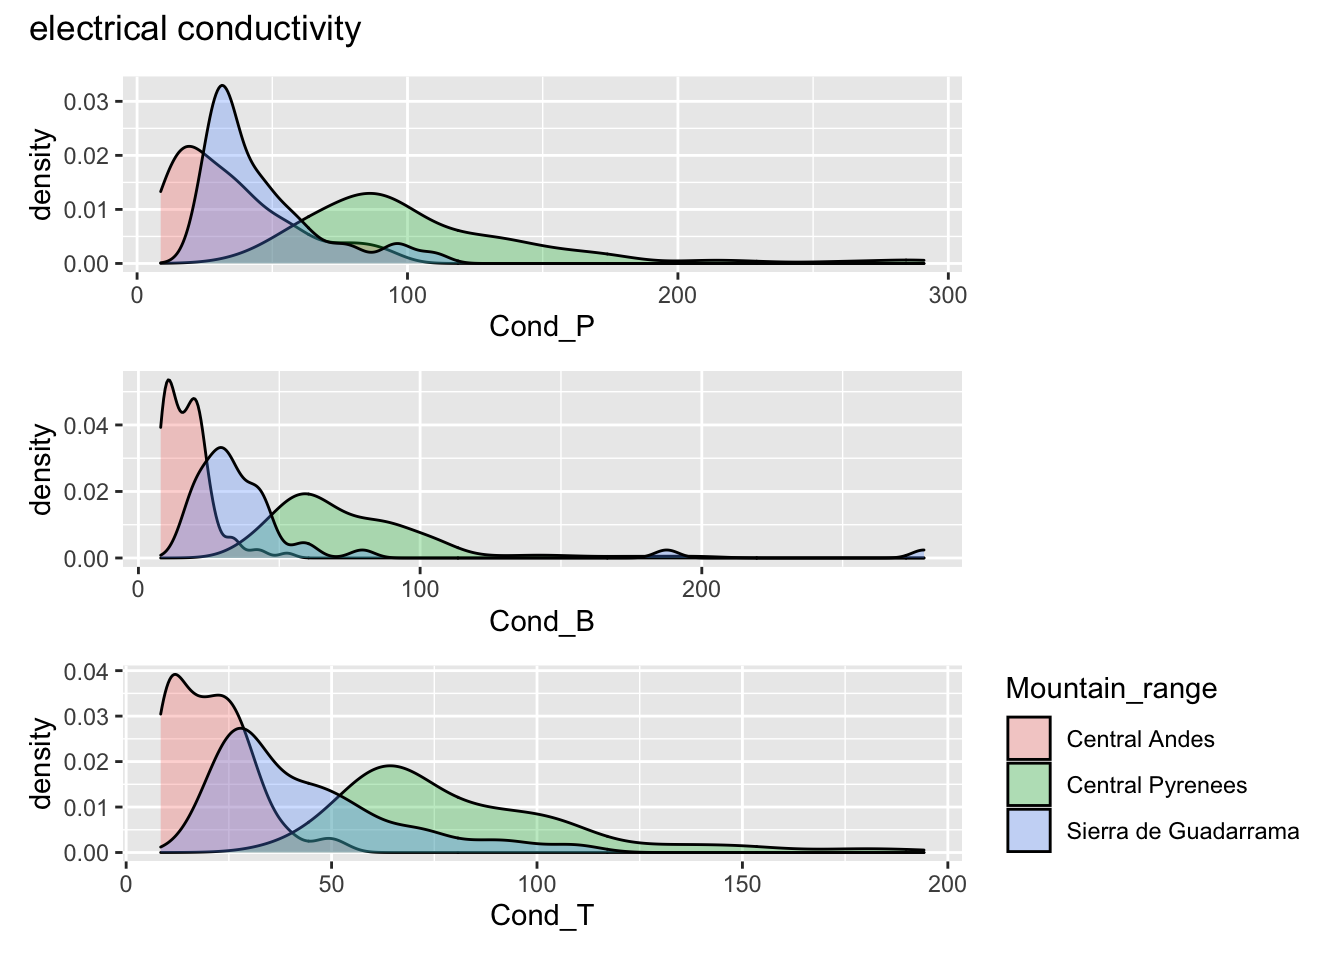 electrical conductivity
density
0.03
0.02
0.01
0.00
0 100 200 300
Cond_P
density
0.04
0.02
0.00
0 100 200
Cond_B
density
0.04
0.03
0.02
0.01
0.00
0 50 100 150 200
Cond_T
Mountain_range
Central Andes
Central Pyrenees
Sierra de Guadarrama